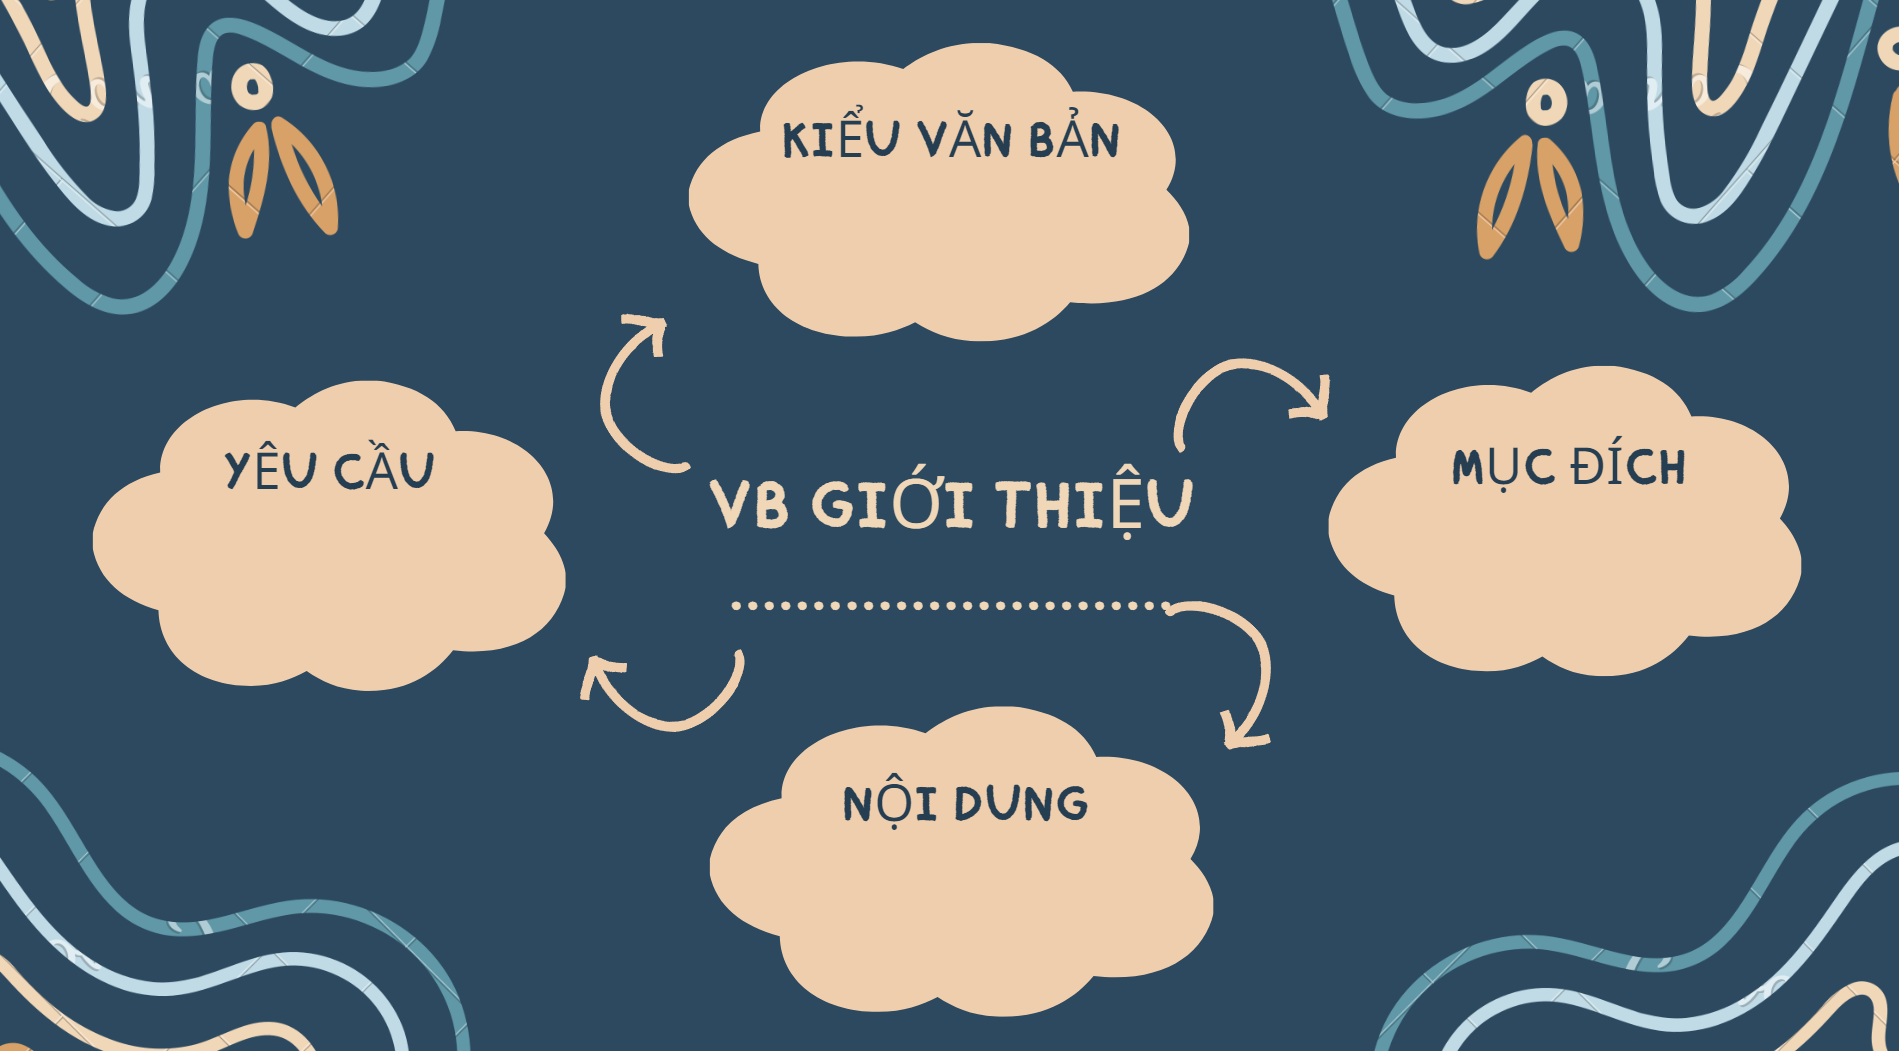 KIỂU VĂN BẢN
YÊU CẦU
MỤC ĐÍCH
VB GIỚI THIỆU
NỘI DUNG